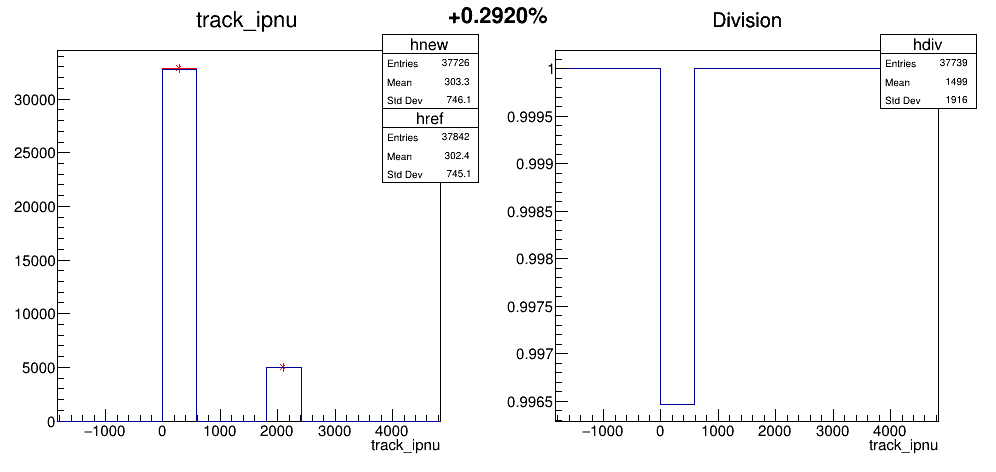 track_ipnu
+0.2920%
Division
hnew
Entries 37726
Mean 303.3
Std Dev 746.1
href
Entries 37842
Mean 302.4
Std Dev 745.1
30000
25000
20000
15000
10000
5000
0
−1000 0 1000 2000 3000 4000
track_ipnu
hdiv
Entries 37739
Mean 1499
Std Dev 1916
1
0.9995
0.999
0.9985
0.998
0.9975
0.997
0.9965
−1000 0 1000 2000 3000 4000
track_ipnu